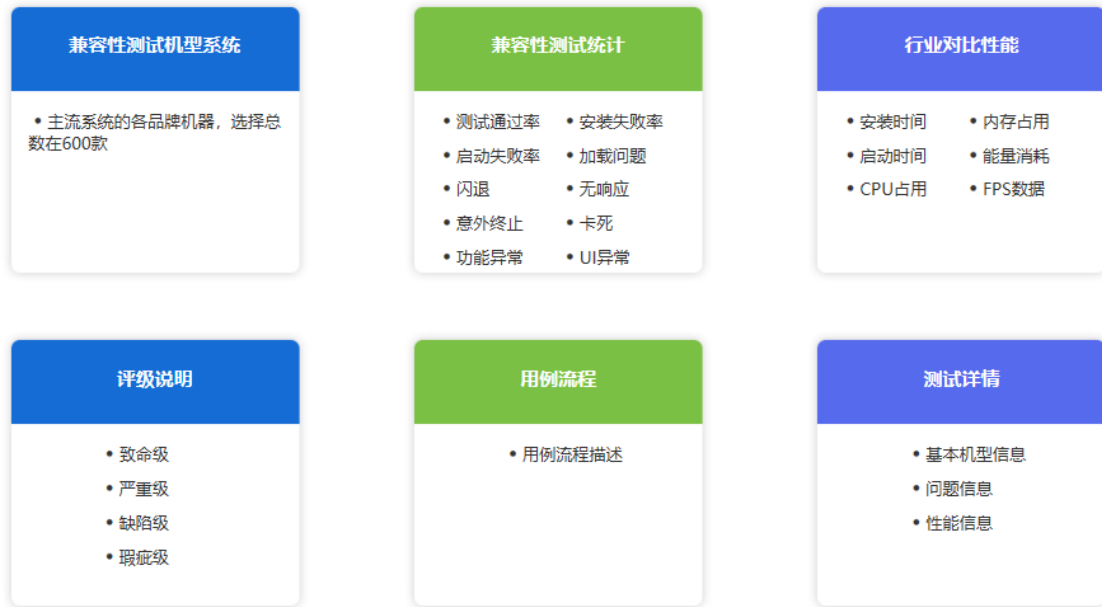 兼容性测试机型系统
• 主流系统的各品牌机器，选择总
数在600款
兼容性测试统计
• 测试通过率 • 安装失败率
• 启动失败率 • 加载问题
• 闪退 • 无响应
• 意外终止 • 卡死
• 功能异常 • UI异常
行业对比性能
• 安装时间 • 内存占用
• 启动时间 • 能量消耗
• CPU占用 • FPS数据
评级说明
• 致命级
• 严重级
• 缺陷级
• 瑕疵级
用例流程
• 用例流程描述
测试详情
• 基本机型信息
• 问题信息
• 性能信息